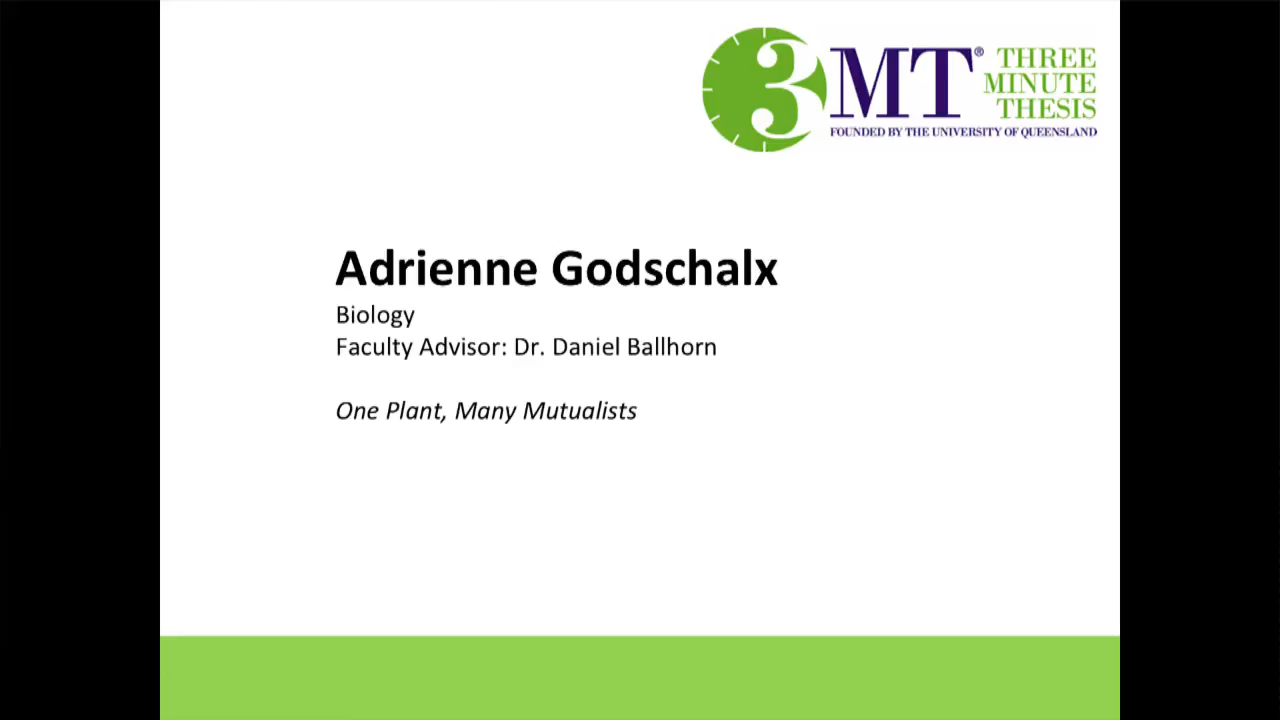 3MT® THREE
MINUTE
THESIS
FOUNDED BY THE UNIVERSITY OF QUEENSLAND
Adrienne Godschalx
Biology
Faculty Advisor: Dr. Daniel Ballhorn
One Plant, Many Mutualists